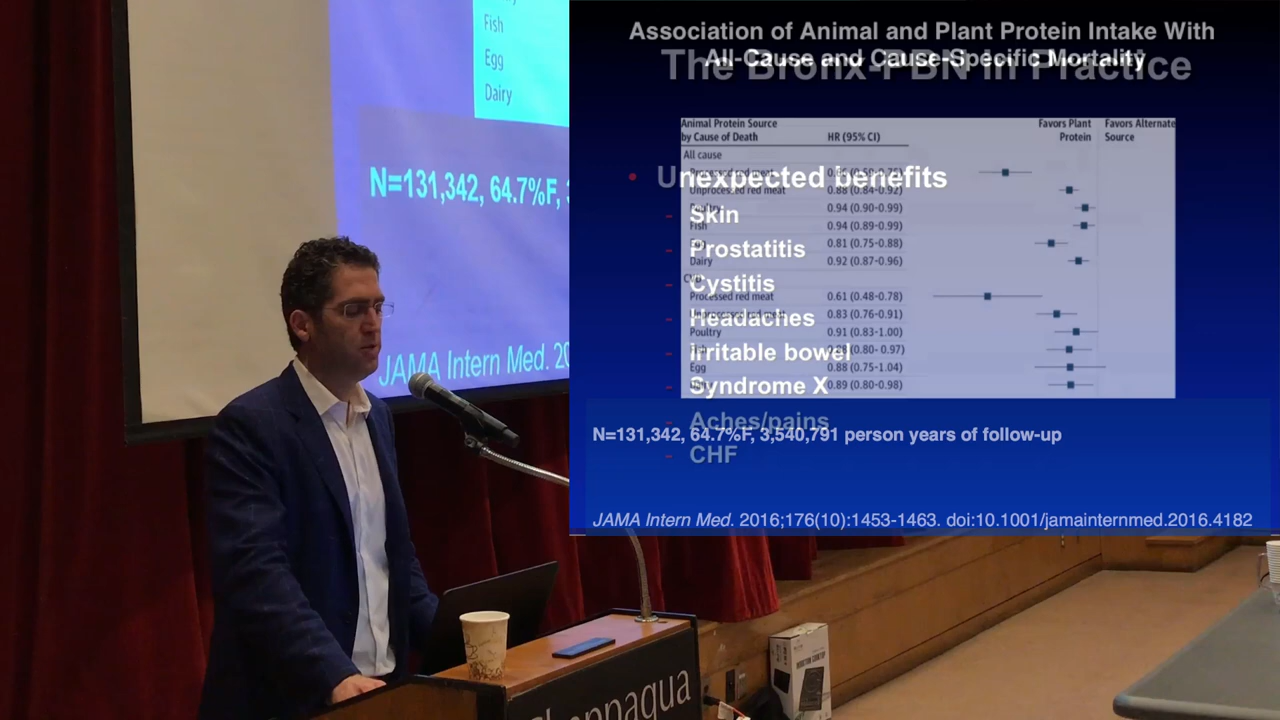 Fish
Egg
Dairy
N=131,342, 64.7%F,
JAMA Intern Med. 20
Association of Animal and Plant Protein Intake With
All-Cause and Cause-Specific Mortality
The Bronx-PBN in Practice
Animal Protein Source
by Cause of Death
HR (95% CI)
Favors Plant
Protein
Favors Alternate
Source
All cause
• Unexpected benefits
Unprocessed red meat 0.88 (0.84-0.92)
0.94 (0.90-0.99)
- Skin
Fish 0.94 (0.89-0.99)
0.81 (0.75-0.88)
- Prostatitis
Dairy 0.92 (0.87-0.96)
- Cystitis
Processed red meat 0.61 (0.48-0.78)
0.83 (0.76-0.91)
- Headaches
Poultry 0.91 (0.83-1.00)
(0.80- 0.97)
- Irritable bowel
Egg 0.88 (0.75-1.04)
0.89 (0.80-0.98)
- Syndrome X
- Aches/pains
N=131,342, 64.7%F, 3,540,791 person years of follow-up
- CHF
JAMA Intern Med. 2016;176(10):1453-1463. doi:10.1001/jamainternmed.2016.4182
Chappaqua